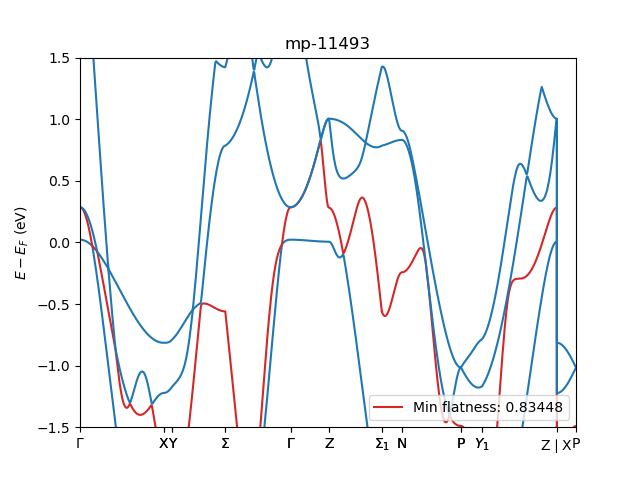 mp-11493
1.5
1.0
0.5
0.0
−0.5
−1.0
−1.5
E − E_F (eV)
Min flatness: 0.83448
Γ X Y Σ Γ Z Σ₁ N P Y₁ Z | X P